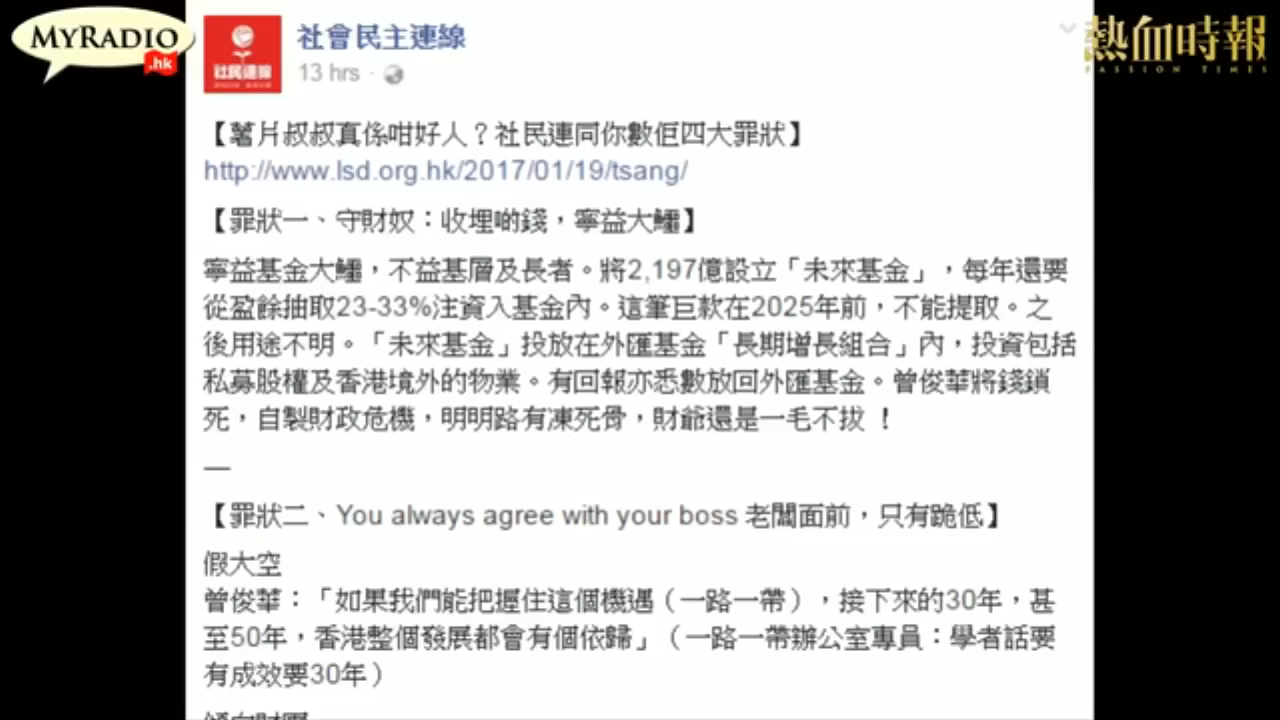 MYRADIO
.hk
社民連線
社會民主連線
13 hrs ·
熱血時報
PASSION TIMES
【薯片叔叔真係咁好人？社民連同你數佢四大罪狀】
http://www.lsd.org.hk/2017/01/19/tsang/
【罪狀一、守財奴：收埋啲錢，寧益大鱷】
寧益基金大鱷，不益基層及長者。將2,197億設立「未來基金」，每年還要
從盈餘抽取23-33%注資入基金內。這筆巨款在2025年前，不能提取。之
後用途不明。「未來基金」投放在外匯基金「長期增長組合」內，投資包括
私募股權及香港境外的物業。有回報亦悉數放回外匯基金。曾俊華將錢鎖
死，自製財政危機，明明路有凍死骨，財爺還是一毛不拔 ！
—
【罪狀二、You always agree with your boss 老闆面前，只有跪低】
假大空
曾俊華：「如果我們能把握住這個機遇（一路一帶），接下來的30年，甚
至50年，香港整個發展都會有個依歸」（一路一帶辦公室專員：學者話要
有成效要30年）